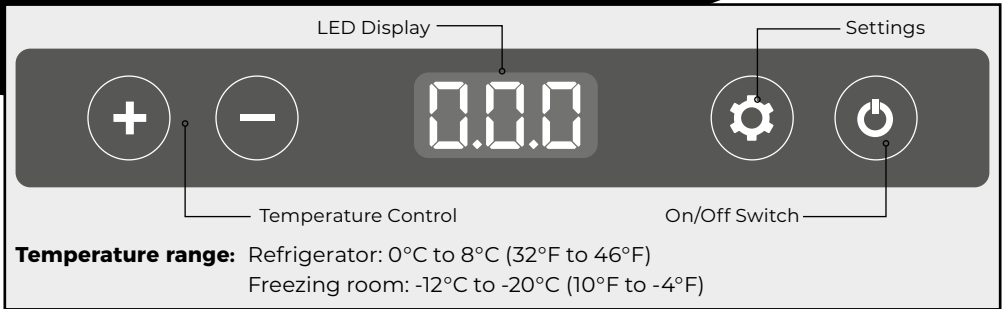 LED Display
Settings
0.0.0
Temperature Control
On/Off Switch
Temperature range: Refrigerator: 0°C to 8°C (32°F to 46°F)
Freezing room: -12°C to -20°C (10°F to -4°F)